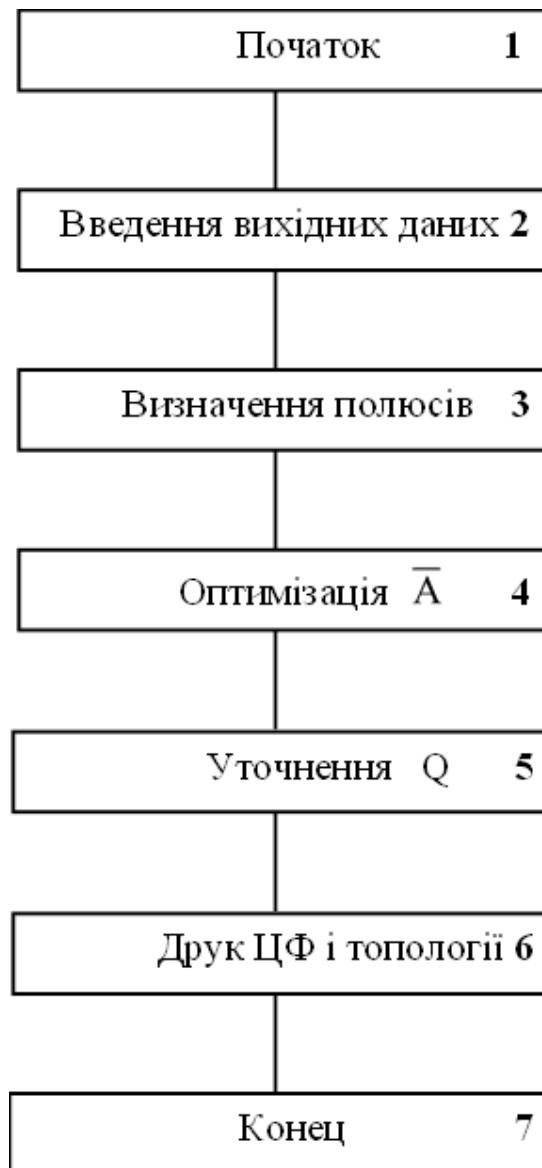 Початок 1
Введення вихідних даних 2
Визначення полюсів 3
Оптимізація A̅ 4
Уточнення Q 5
Друк ЦФ і топології 6
Конец 7